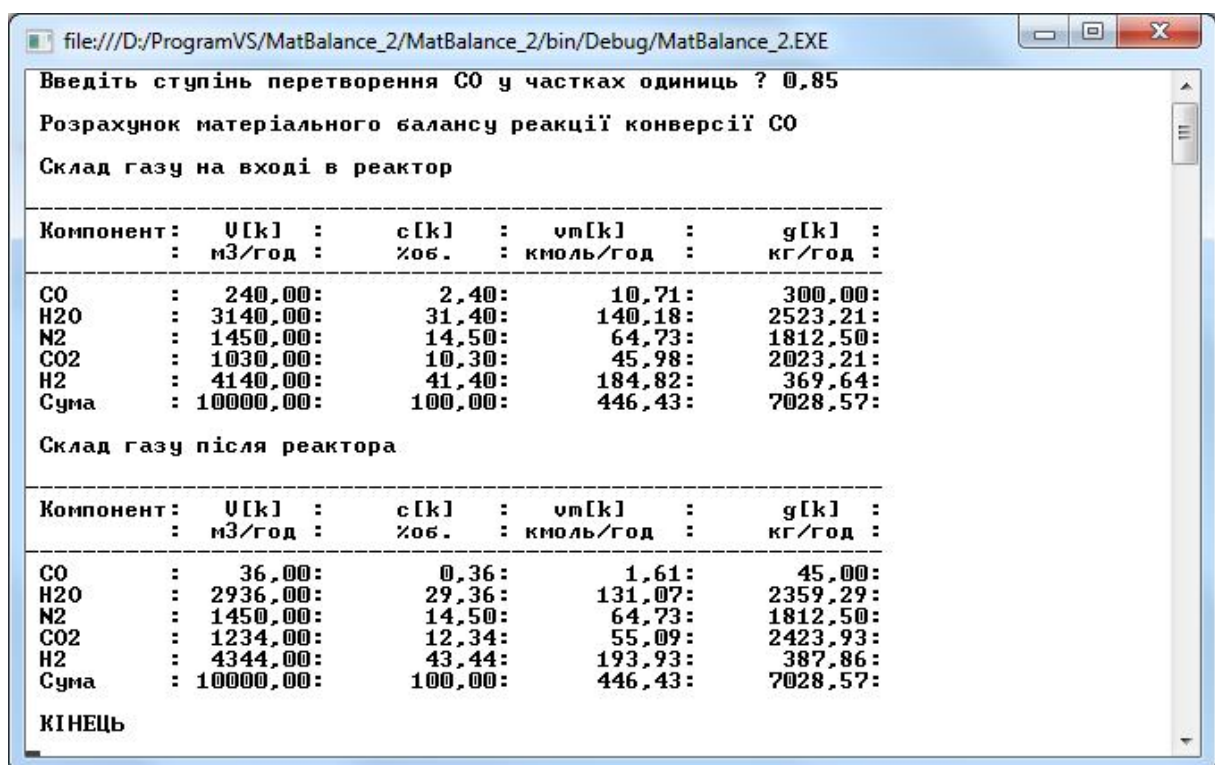 file:///D:/ProgramVS/MatBalance_2/MatBalance_2/bin/Debug/MatBalance_2.EXE
Введіть ступінь перетворення СО у частках одиниць ? 0,85
Розрахунок матеріального балансу реакції конверсії СО
Склад газу на вході в реактор
------------------------------------------------------------
Компонент: V[k] : c[k] : vm[k] : g[k] :
: м3/год : %об. : кмоль/год : кг/год :
------------------------------------------------------------
CO : 240,00: 2,40: 10,71: 300,00:
H2O : 3140,00: 31,40: 140,18: 2523,21:
N2 : 1450,00: 14,50: 64,73: 1812,50:
CO2 : 1030,00: 10,30: 45,98: 2023,21:
H2 : 4140,00: 41,40: 184,82: 369,64:
Сума : 10000,00: 100,00: 446,43: 7028,57:
Склад газу після реактора
------------------------------------------------------------
Компонент: V[k] : c[k] : vm[k] : g[k] :
: м3/год : %об. : кмоль/год : кг/год :
------------------------------------------------------------
CO : 36,00: 0,36: 1,61: 45,00:
H2O : 2936,00: 29,36: 131,07: 2359,29:
N2 : 1450,00: 14,50: 64,73: 1812,50:
CO2 : 1234,00: 12,34: 55,09: 2423,93:
H2 : 4344,00: 43,44: 193,93: 387,86:
Сума : 10000,00: 100,00: 446,43: 7028,57:
КІНЕЦЬ